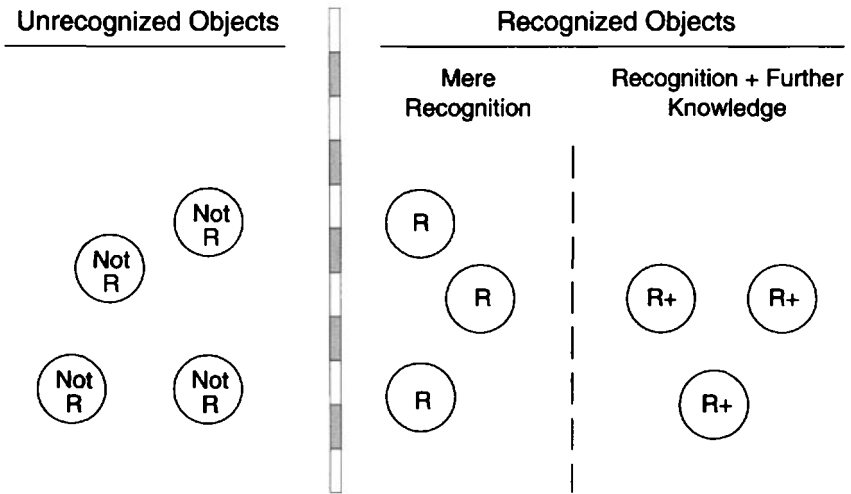 Unrecognized Objects
Recognized Objects
Mere
Recognition
Recognition + Further
Knowledge
Not
R
Not
R
Not
R
Not
R
R
R
R
R+
R+
R+